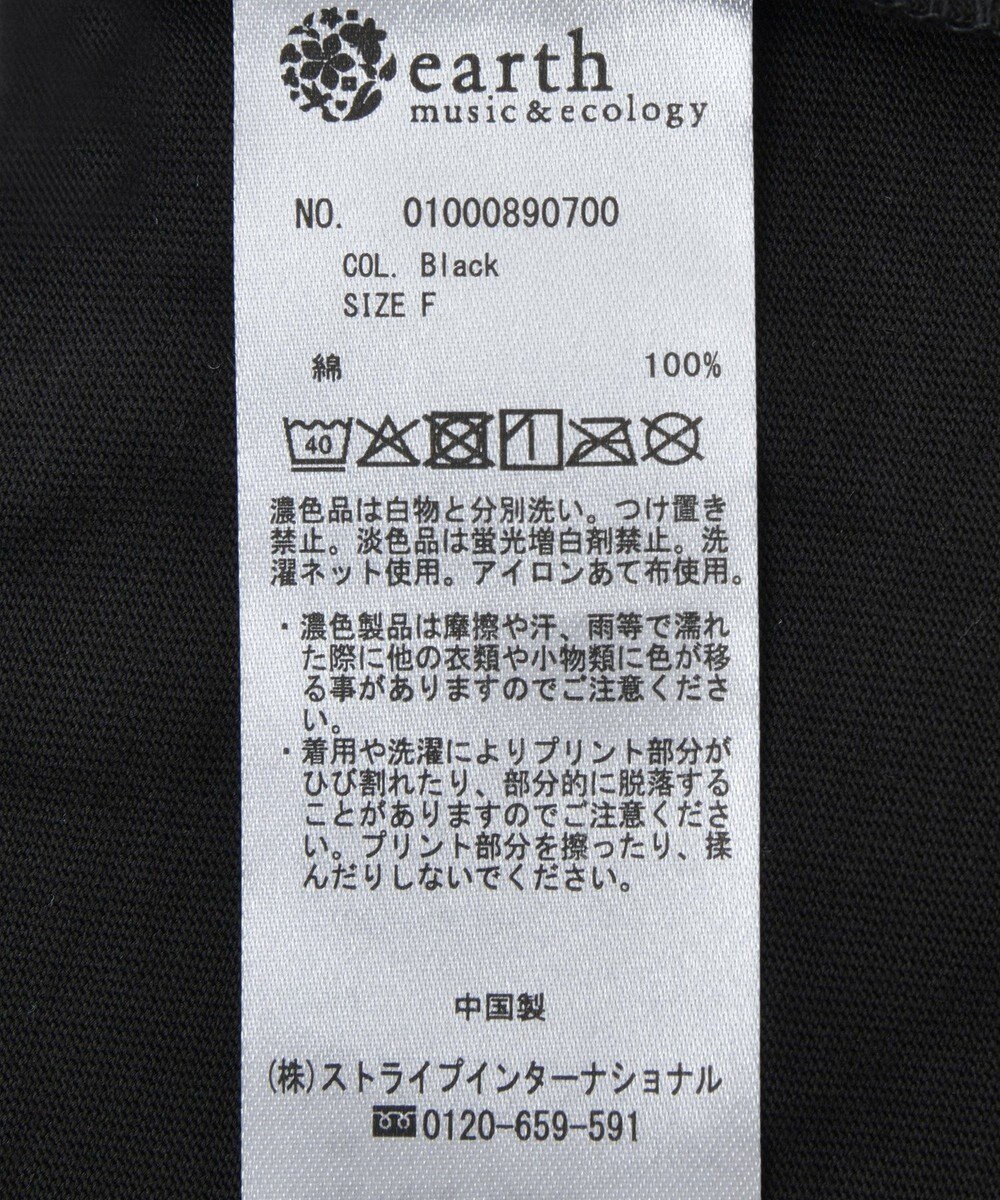 earth
music&ecology
NO. 01000890700
COL. Black
SIZE F
綿 100%
40
濃色品は白物と分別洗い。つけ置き
禁止。淡色品は蛍光増白剤禁止。洗
濯ネット使用。アイロンあて布使用。
・濃色製品は摩擦や汗、雨等で濡れ
た際に他の衣類や小物類に色が移
る事がありますのでご注意くださ
い。
・着用や洗濯によりプリント部分が
ひび割れたり、部分的に脱落する
ことがありますのでご注意くださ
い。プリント部分を擦ったり、揉
んだりしないでください。
中国製
(株)ストライプインターナショナル
0120-659-591